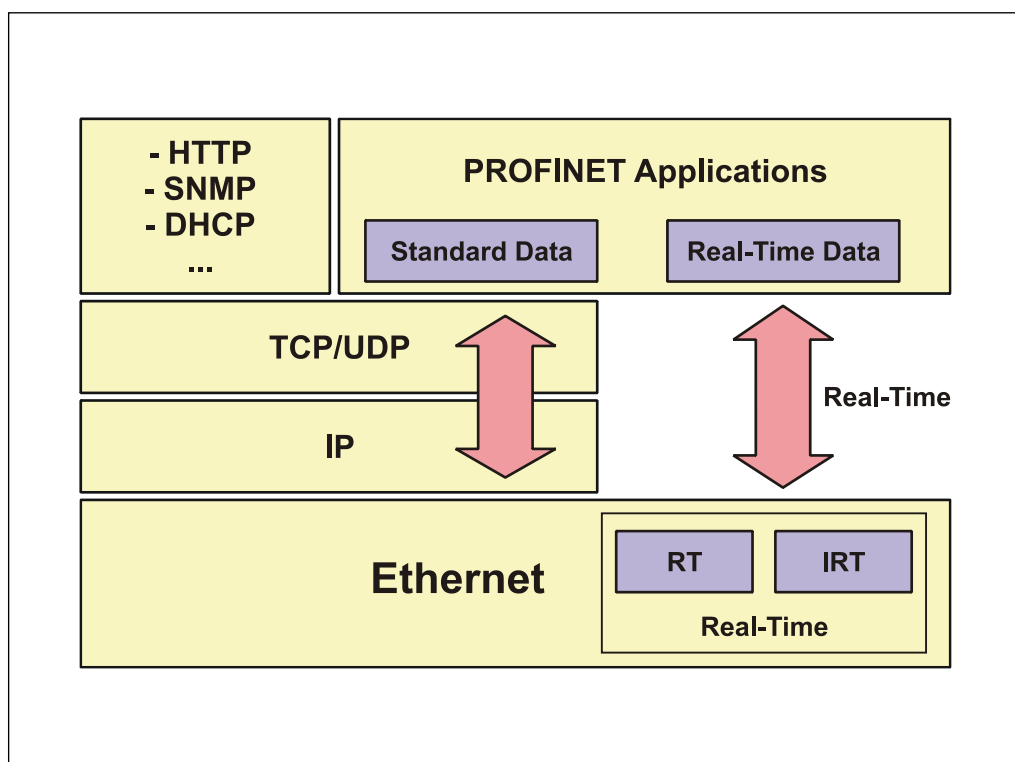 - HTTP
- SNMP
- DHCP
...
PROFINET Applications
Standard Data
Real-Time Data
TCP/UDP
Real-Time
IP
Ethernet
RT
IRT
Real-Time